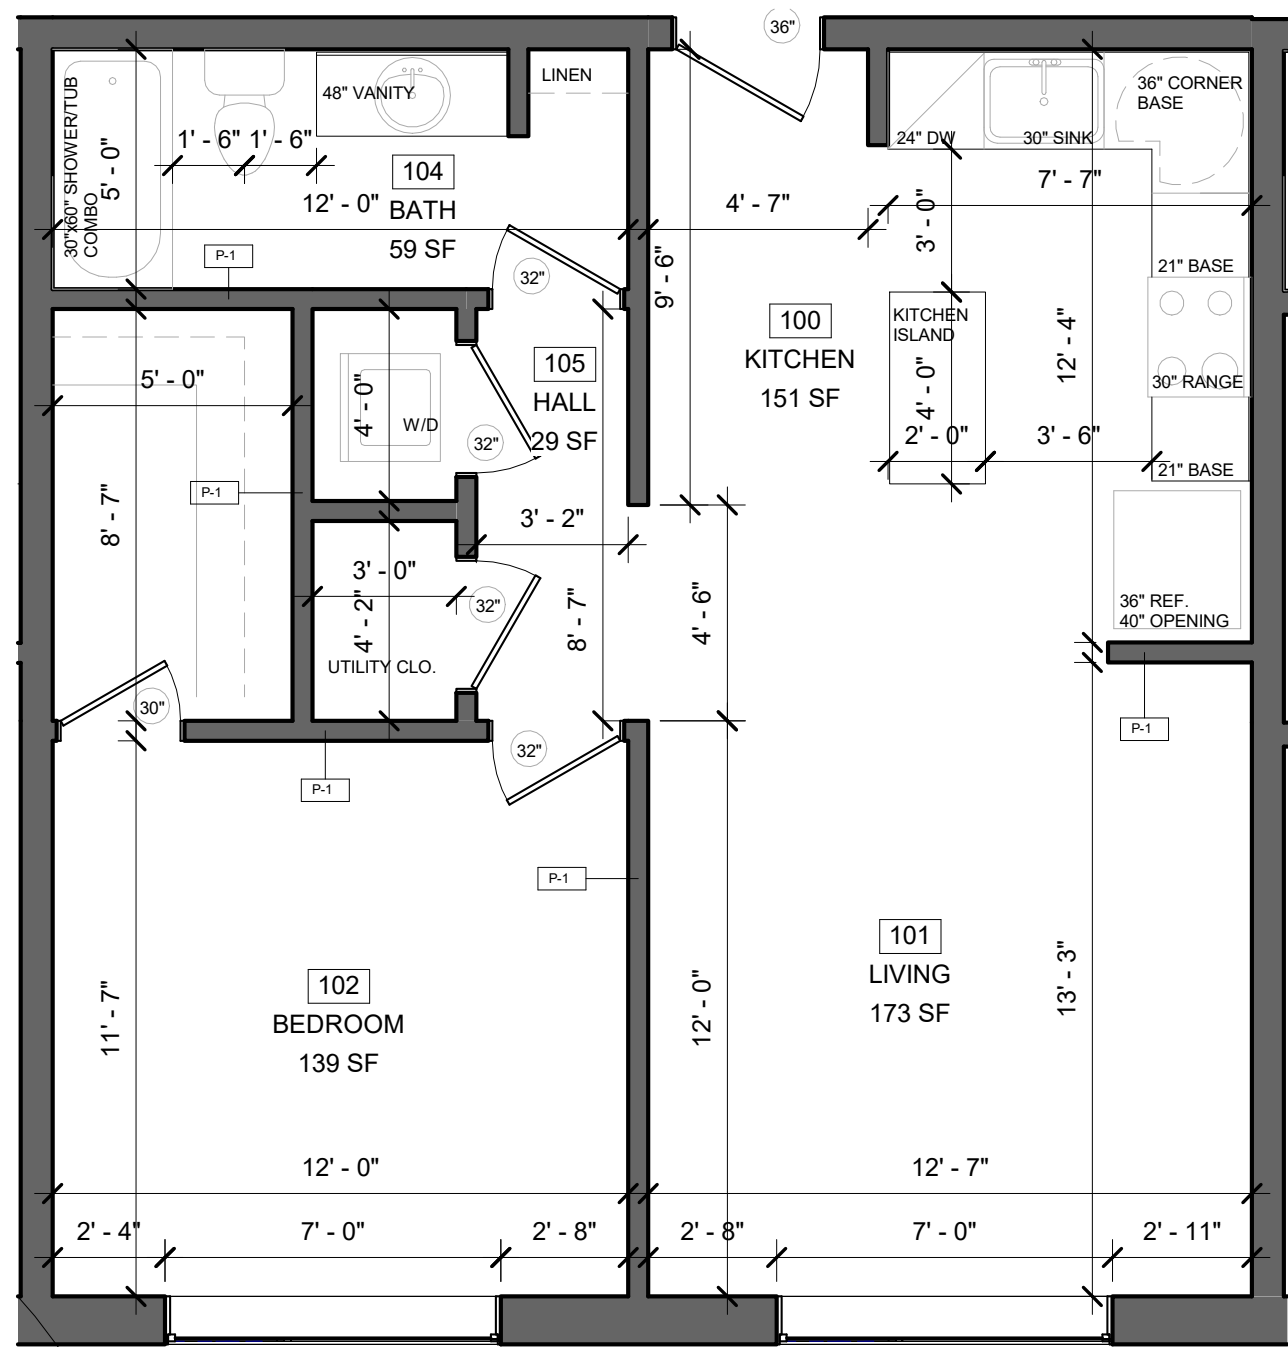 36"
LINEN
48" VANITY
30"x60" SHOWER/TUB
COMBO
5' - 0"
1' - 6"
1' - 6"
104
BATH
59 SF
12' - 0"
P-1
32"
36" CORNER
BASE
24" DW
30" SINK
7' - 7"
4' - 7"
3' - 0"
9' - 6"
21" BASE
100
KITCHEN
151 SF
KITCHEN
ISLAND
12' - 4"
4' - 0"
30" RANGE
2' - 0"
3' - 6"
21" BASE
5' - 0"
4' - 0"
W/D
32"
105
HALL
29 SF
8' - 7"
P-1
3' - 2"
3' - 0"
4' - 2"
32"
8' - 7"
4' - 6"
UTILITY CLO.
36" REF.
40" OPENING
30"
32"
P-1
P-1
P-1
102
BEDROOM
139 SF
11' - 7"
101
LIVING
173 SF
12' - 0"
13' - 3"
12' - 0"
12' - 7"
2' - 4"
7' - 0"
2' - 8"
2' - 8"
7' - 0"
2' - 11"